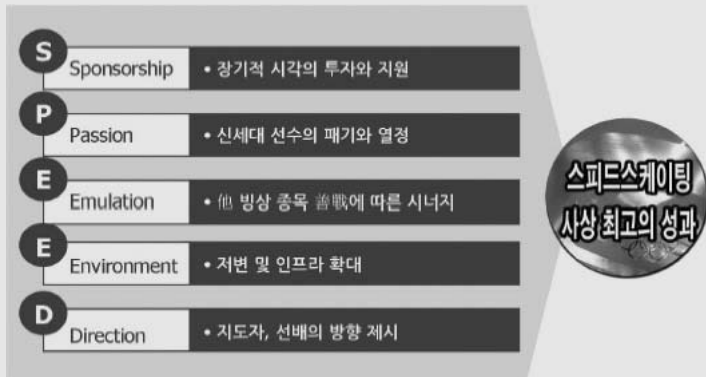 S
Sponsorship
• 장기적 시각의 투자와 지원
P
Passion
• 신세대 선수의 패기와 열정
E
Emulation
• 他 빙상 종목 善戰에 따른 시너지
E
Environment
• 저변 및 인프라 확대
D
Direction
• 지도자, 선배의 방향 제시
스피드스케이팅
사상 최고의 성과